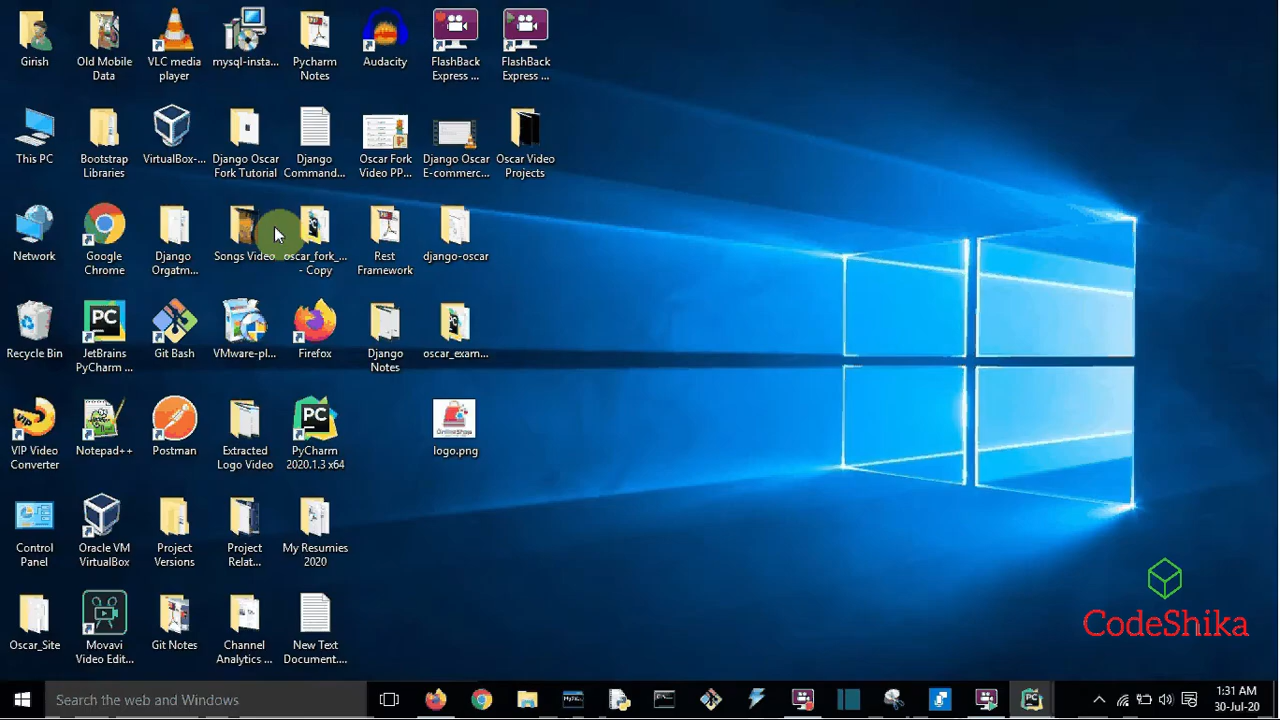 Girish
Old Mobile
Data
VLC media
player
mysql-insta...
Pycharm
Notes
Audacity
FlashBack
Express ...
FlashBack
Express ...
This PC
Bootstrap
Libraries
VirtualBox-...
Django Oscar
Fork Tutorial
Django
Command...
Oscar Fork
Video PP...
Django Oscar
E-commerc...
Oscar Video
Projects
Network
Google
Chrome
Django
Orgatm...
Songs Video
oscar_fork_...
- Copy
Rest
Framework
django-oscar
Recycle Bin
JetBrains
PyCharm ...
Git Bash
VMware-pl...
Firefox
Django
Notes
oscar_exam...
VIP Video
Converter
Notepad++
Postman
Extracted
Logo Video
PyCharm
2020.1.3 x64
logo.png
Control
Panel
Oracle VM
VirtualBox
Project
Versions
Project
Relat...
My Resumies
2020
Oscar_Site
Movavi
Video Edit...
Git Notes
Channel
Analytics ...
New Text
Document....
CodeShika
Search the web and Windows
1:31 AM
30-Jul-20